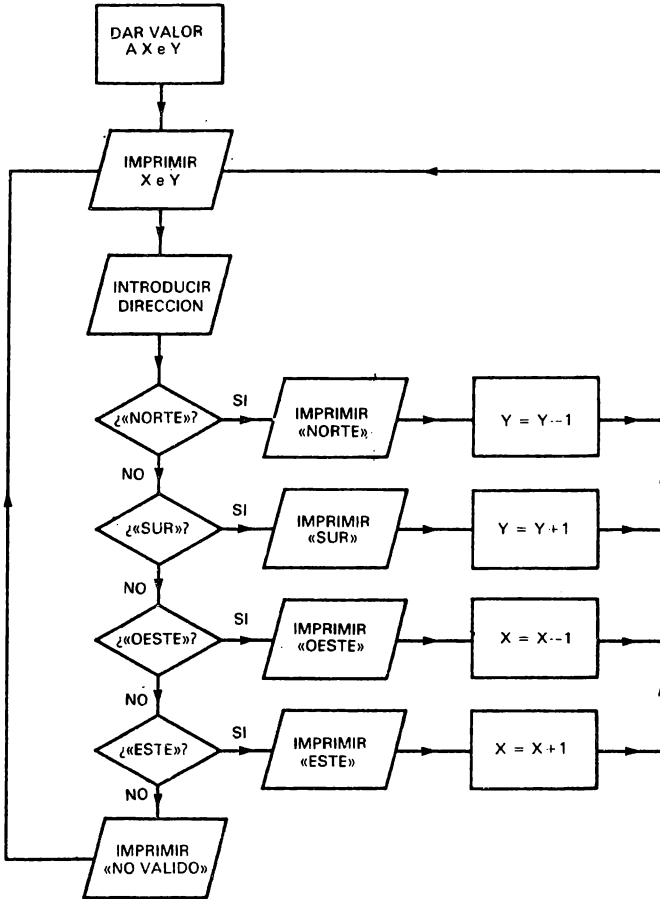 DAR VALOR
A X e Y
IMPRIMIR
X e Y
INTRODUCIR
DIRECCION
¿«NORTE»?
SI
IMPRIMIR
«NORTE»
Y = Y-1
NO
¿«SUR»?
SI
IMPRIMIR
«SUR»
Y = Y+1
NO
¿«OESTE»?
SI
IMPRIMIR
«OESTE»
X = X-1
NO
¿«ESTE»?
SI
IMPRIMIR
«ESTE»
X = X+1
NO
IMPRIMIR
«NO VALIDO»